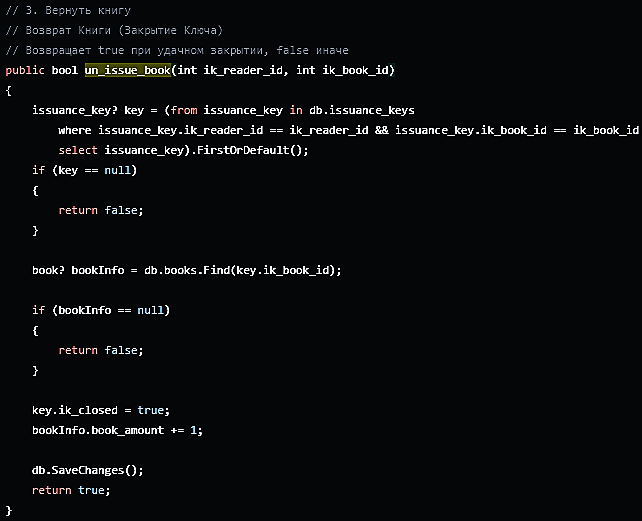 // 3. Вернуть книгу
// Возврат Книги (Закрытие Ключа)
// Возвращает true при удачном закрытии, false иначе
public bool un_issue_book(int ik_reader_id, int ik_book_id)
{
    issuance_key? key = (from issuance_key in db.issuance_keys
        where issuance_key.ik_reader_id == ik_reader_id && issuance_key.ik_book_id == ik_book_id
        select issuance_key).FirstOrDefault();
    if (key == null)
    {
        return false;
    }

    book? bookInfo = db.books.Find(key.ik_book_id);

    if (bookInfo == null)
    {
        return false;
    }

    key.ik_closed = true;
    bookInfo.book_amount += 1;

    db.SaveChanges();
    return true;
}